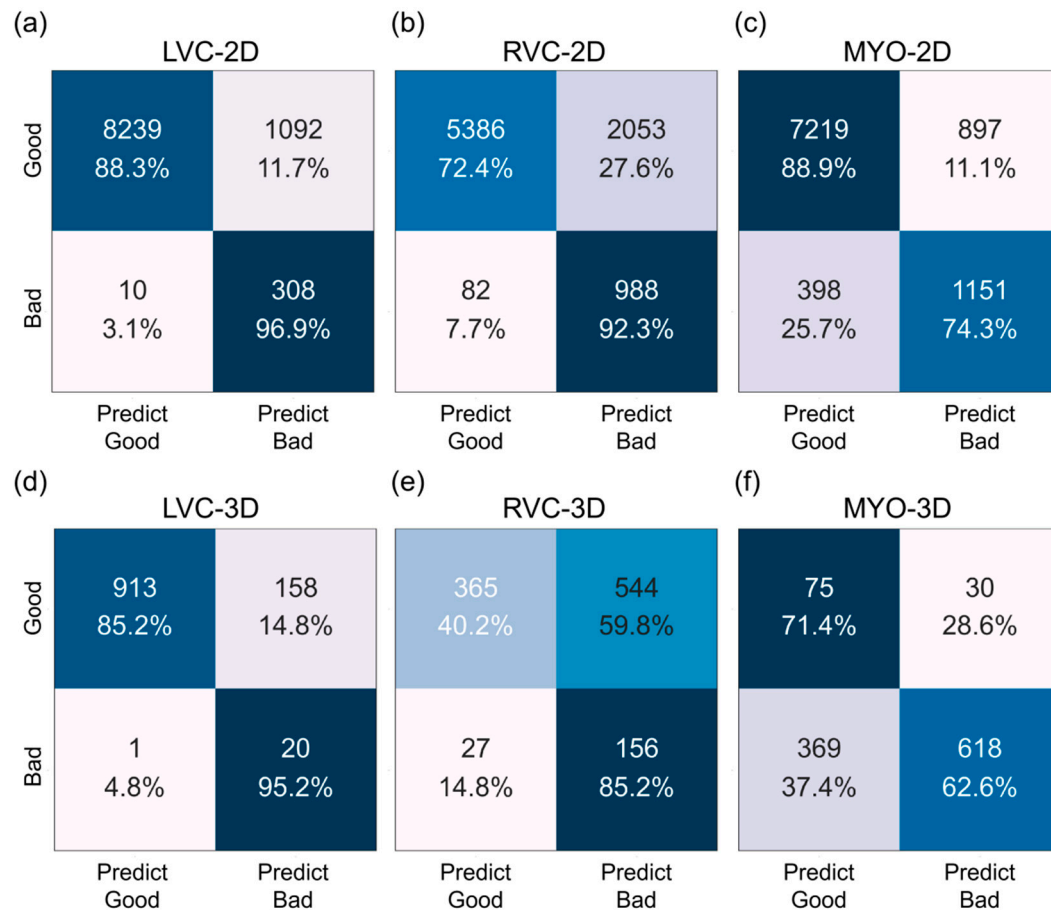 (a)
LVC-2D
Good
8239
88.3%
1092
11.7%
Bad
10
3.1%
308
96.9%
Predict
Good
Predict
Bad
(b)
RVC-2D
5386
72.4%
2053
27.6%
82
7.7%
988
92.3%
Predict
Good
Predict
Bad
(c)
MYO-2D
7219
88.9%
897
11.1%
398
25.7%
1151
74.3%
Predict
Good
Predict
Bad
(d)
LVC-3D
Good
913
85.2%
158
14.8%
Bad
1
4.8%
20
95.2%
Predict
Good
Predict
Bad
(e)
RVC-3D
365
40.2%
544
59.8%
27
14.8%
156
85.2%
Predict
Good
Predict
Bad
(f)
MYO-3D
75
71.4%
30
28.6%
369
37.4%
618
62.6%
Predict
Good
Predict
Bad